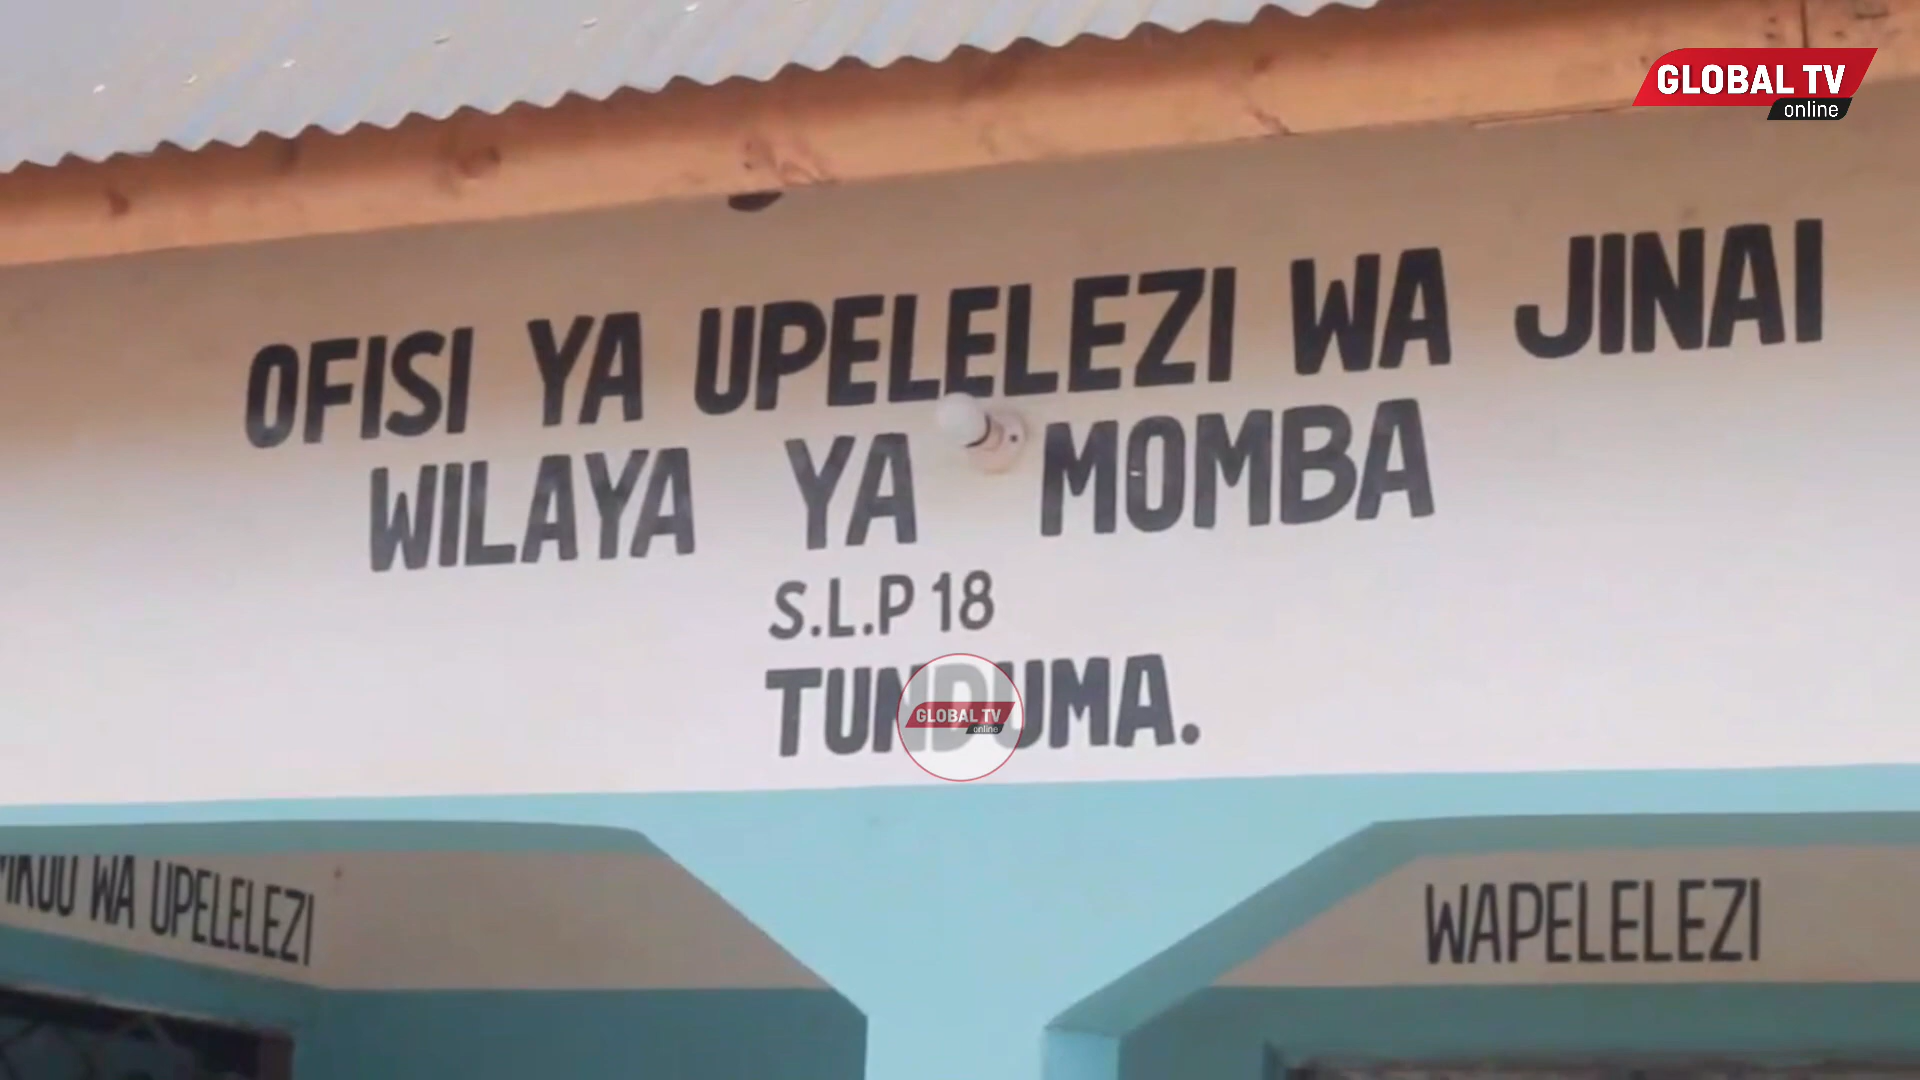 GLOBAL TV
online
OFISI YA UPELELEZI WA JINAI
WILAYA YA MOMBA
S.L.P 18
TUNDUMA.
GLOBAL TV
online
WA UPELELEZI
WAPELELEZI